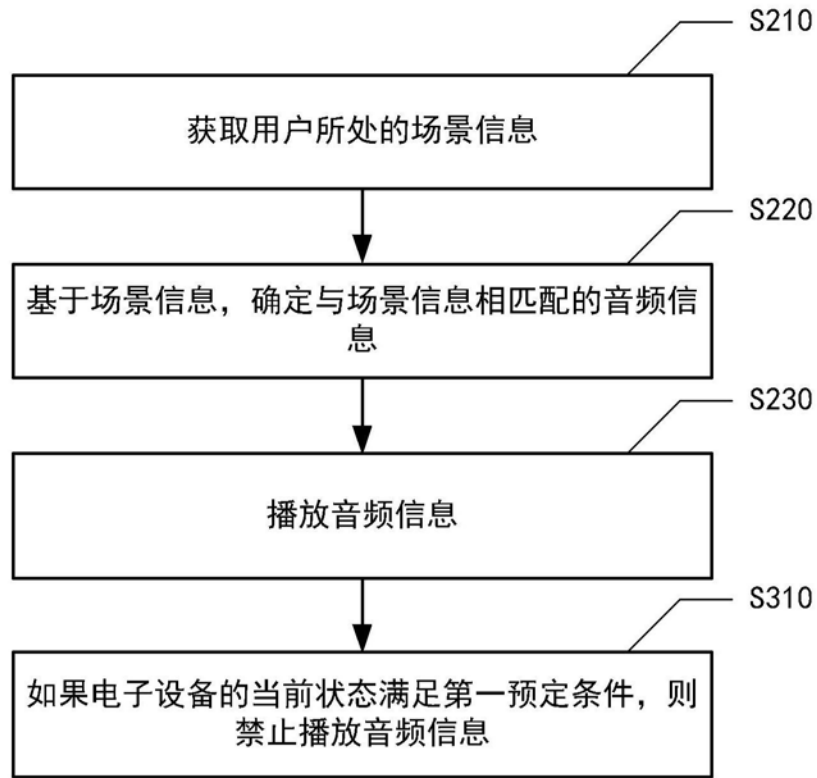 S210
获取用户所处的场景信息
S220
基于场景信息，确定与场景信息相匹配的音频信
息
S230
播放音频信息
S310
如果电子设备的当前状态满足第一预定条件，则
禁止播放音频信息